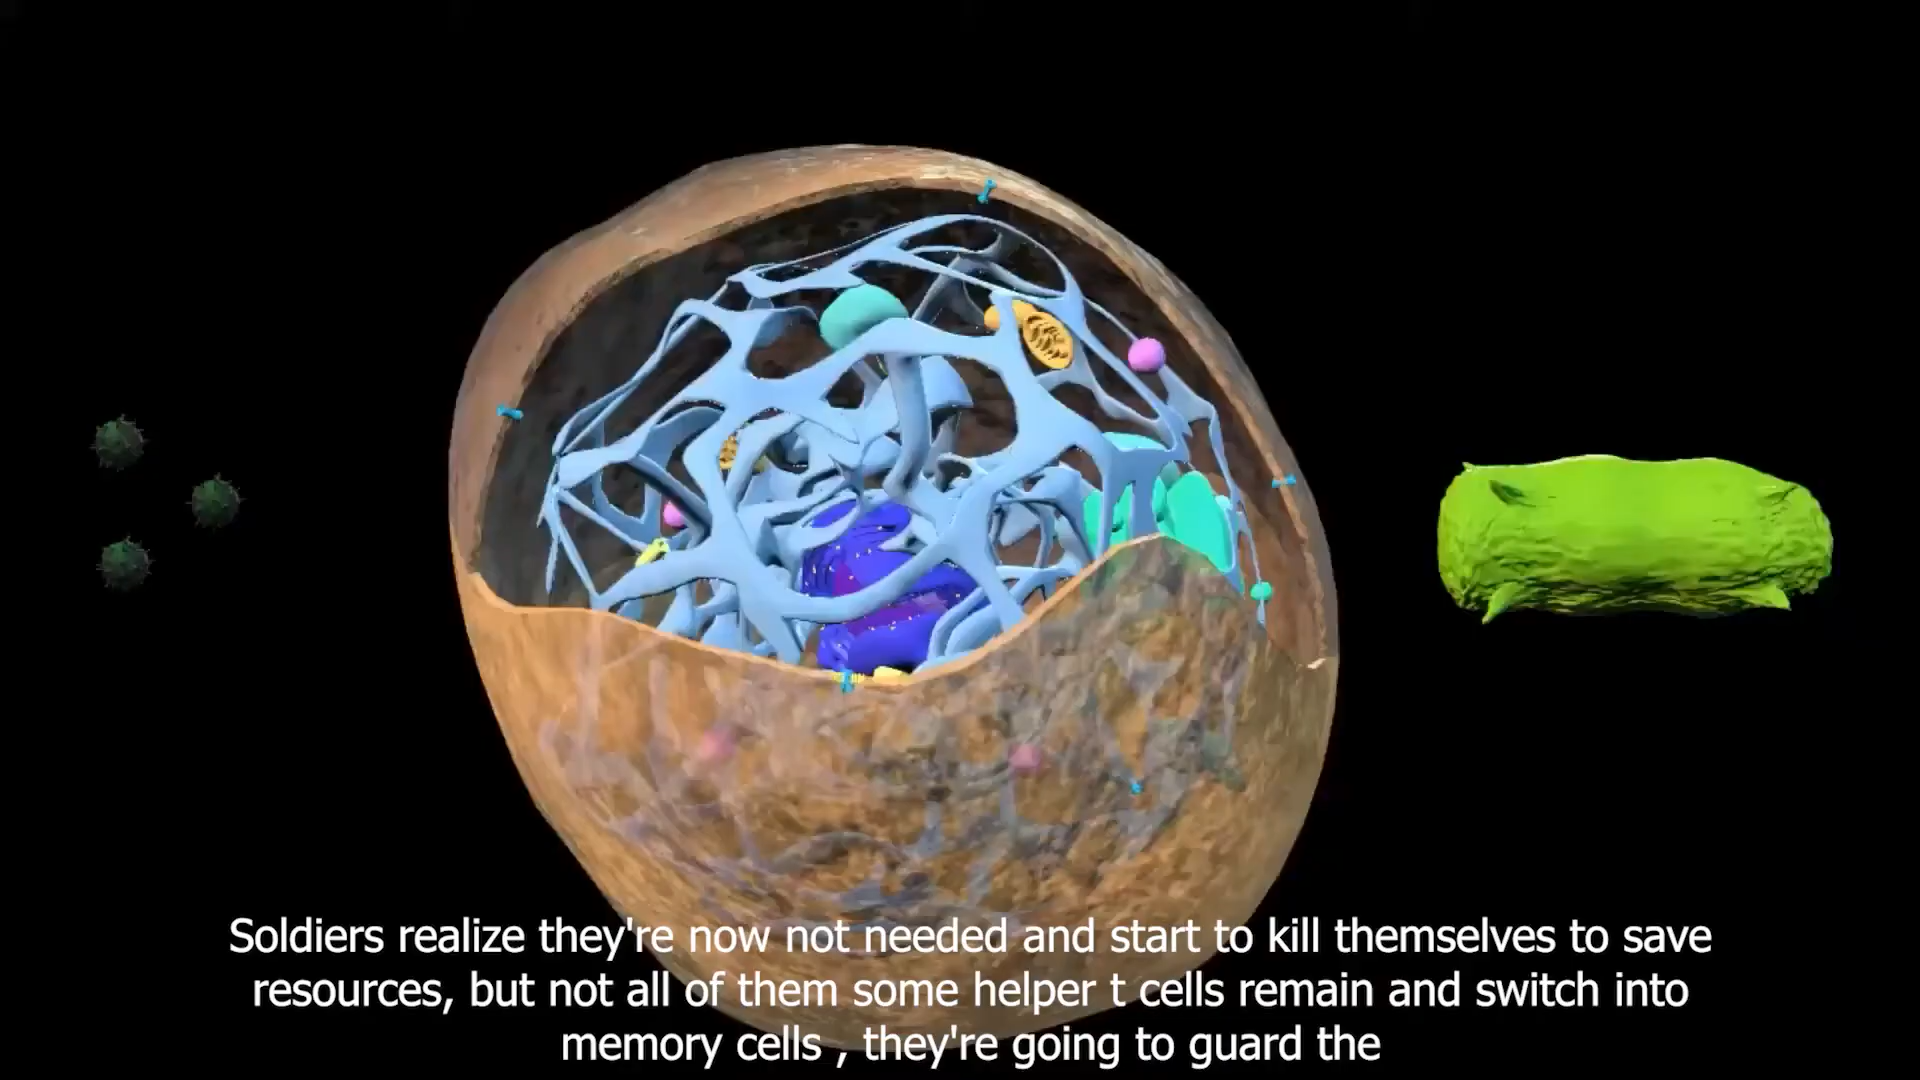 Soldiers realize they're now not needed and start to kill themselves to save
resources, but not all of them some helper t cells remain and switch into
memory cells , they're going to guard the